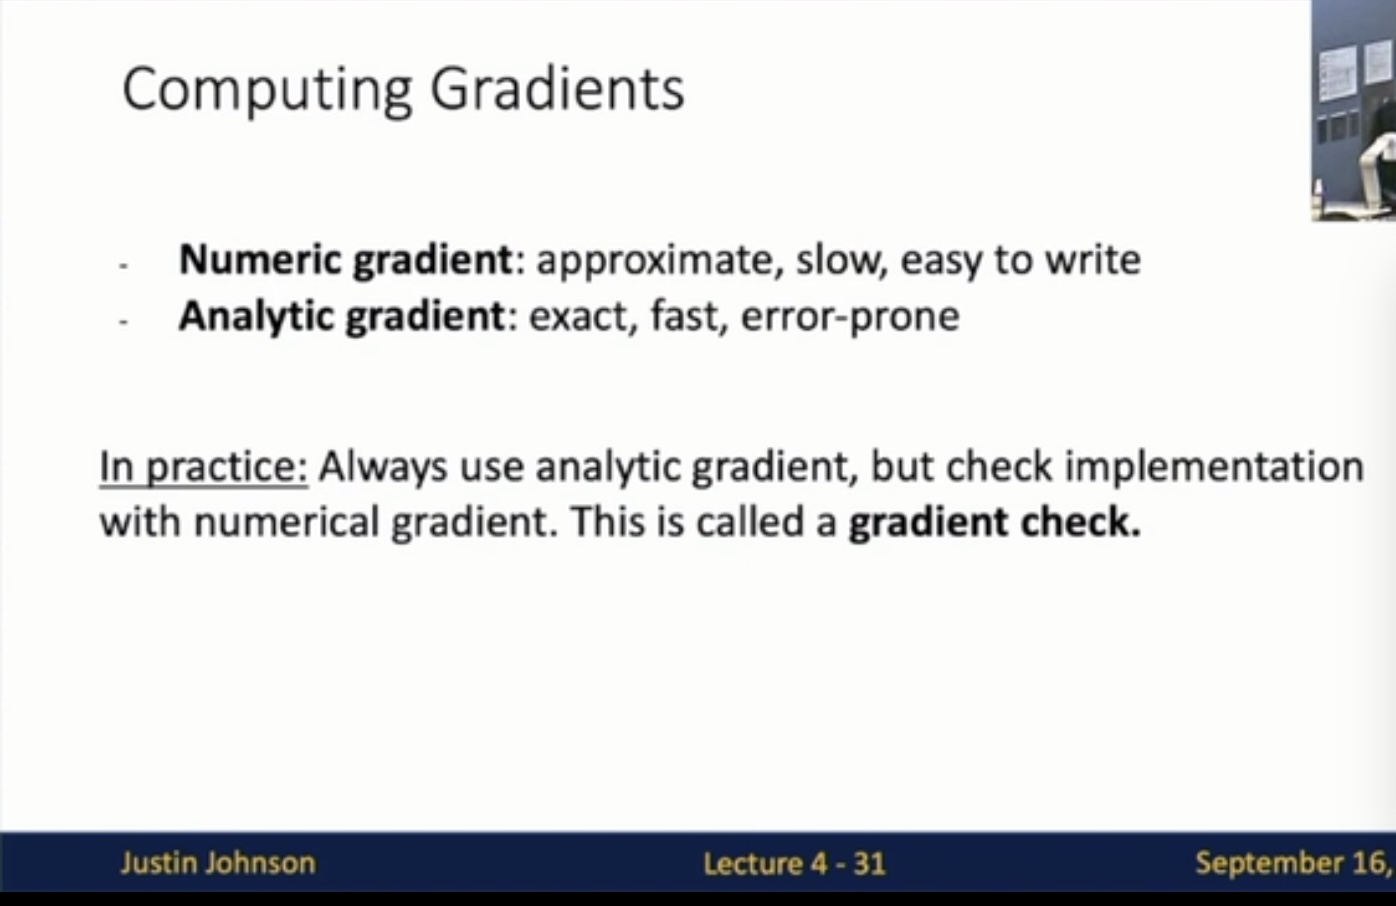 Computing Gradients
- Numeric gradient: approximate, slow, easy to write
- Analytic gradient: exact, fast, error-prone
In practice: Always use analytic gradient, but check implementation
with numerical gradient. This is called a gradient check.
Justin Johnson
Lecture 4 - 31
September 16,